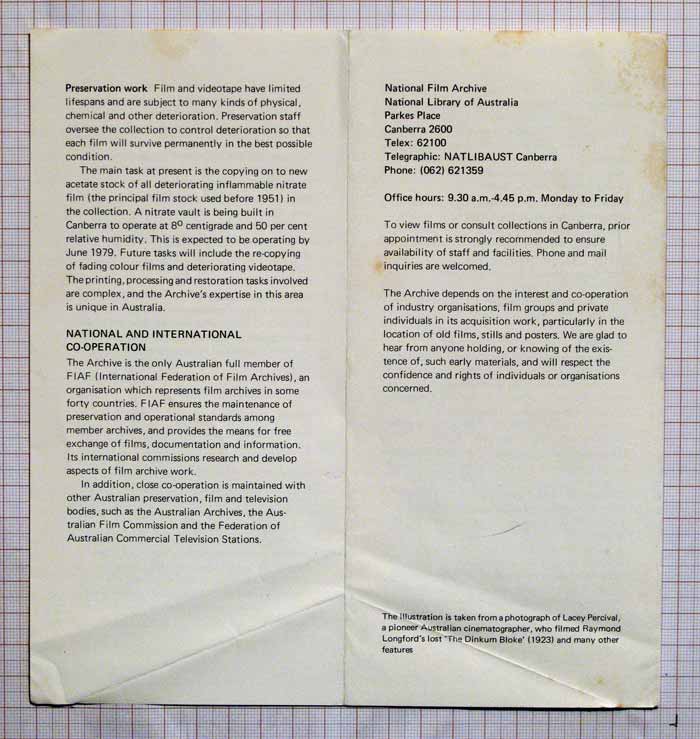 Preservation work Film and videotape have limited
lifespans and are subject to many kinds of physical,
chemical and other deterioration. Preservation staff
oversee the collection to control deterioration so that
each film will survive permanently in the best possible
condition.
The main task at present is the copying on to new
acetate stock of all deteriorating inflammable nitrate
film (the principal film stock used before 1951) in
the collection. A nitrate vault is being built in
Canberra to operate at 8º centigrade and 50 per cent
relative humidity. This is expected to be operating by
June 1979. Future tasks will include the re-copying
of fading colour films and deteriorating videotape.
The printing, processing and restoration tasks involved
are complex, and the Archive's expertise in this area
is unique in Australia.
NATIONAL AND INTERNATIONAL
CO-OPERATION
The Archive is the only Australian full member of
FIAF (International Federation of Film Archives), an
organisation which represents film archives in some
forty countries. FIAF ensures the maintenance of
preservation and operational standards among
member archives, and provides the means for free
exchange of films, documentation and information.
Its international commissions research and develop
aspects of film archive work.
In addition, close co-operation is maintained with
other Australian preservation, film and television
bodies, such as the Australian Archives, the Aus-
tralian Film Commission and the Federation of
Australian Commercial Television Stations.
National Film Archive
National Library of Australia
Parkes Place
Canberra 2600
Telex: 62100
Telegraphic: NATLIBAUST Canberra
Phone: (062) 621359
Office hours: 9.30 a.m.-4.45 p.m. Monday to Friday
To view films or consult collections in Canberra, prior
appointment is strongly recommended to ensure
availability of staff and facilities. Phone and mail
inquiries are welcomed.
The Archive depends on the interest and co-operation
of industry organisations, film groups and private
individuals in its acquisition work, particularly in the
location of old films, stills and posters. We are glad to
hear from anyone holding, or knowing of the exis-
tence of, such early materials, and will respect the
confidence and rights of individuals or organisations
concerned.
The illustration is taken from a photograph of Lacey Percival,
a pioneer Australian cinematographer, who filmed Raymond
Longford's lost 'The Dinkum Bloke' (1923) and many other
features